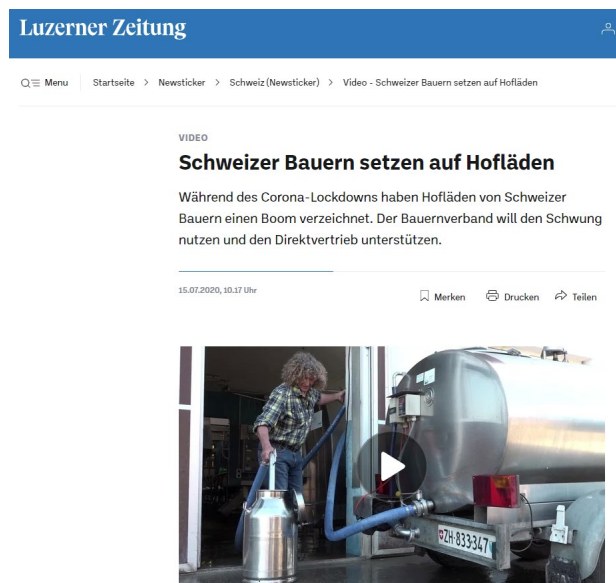 Luzerner Zeitung
Menu Startseite > Newsticker > Schweiz (Newsticker) > Video - Schweizer Bauern setzen auf Hofläden
VIDEO
Schweizer Bauern setzen auf Hofläden
Während des Corona-Lockdowns haben Hofläden von Schweizer
Bauern einen Boom verzeichnet. Der Bauernverband will den Schwung
nutzen und den Direktvertrieb unterstützen.
15.07.2020, 10.17 Uhr
Merken Drucken Teilen
ZH·833347